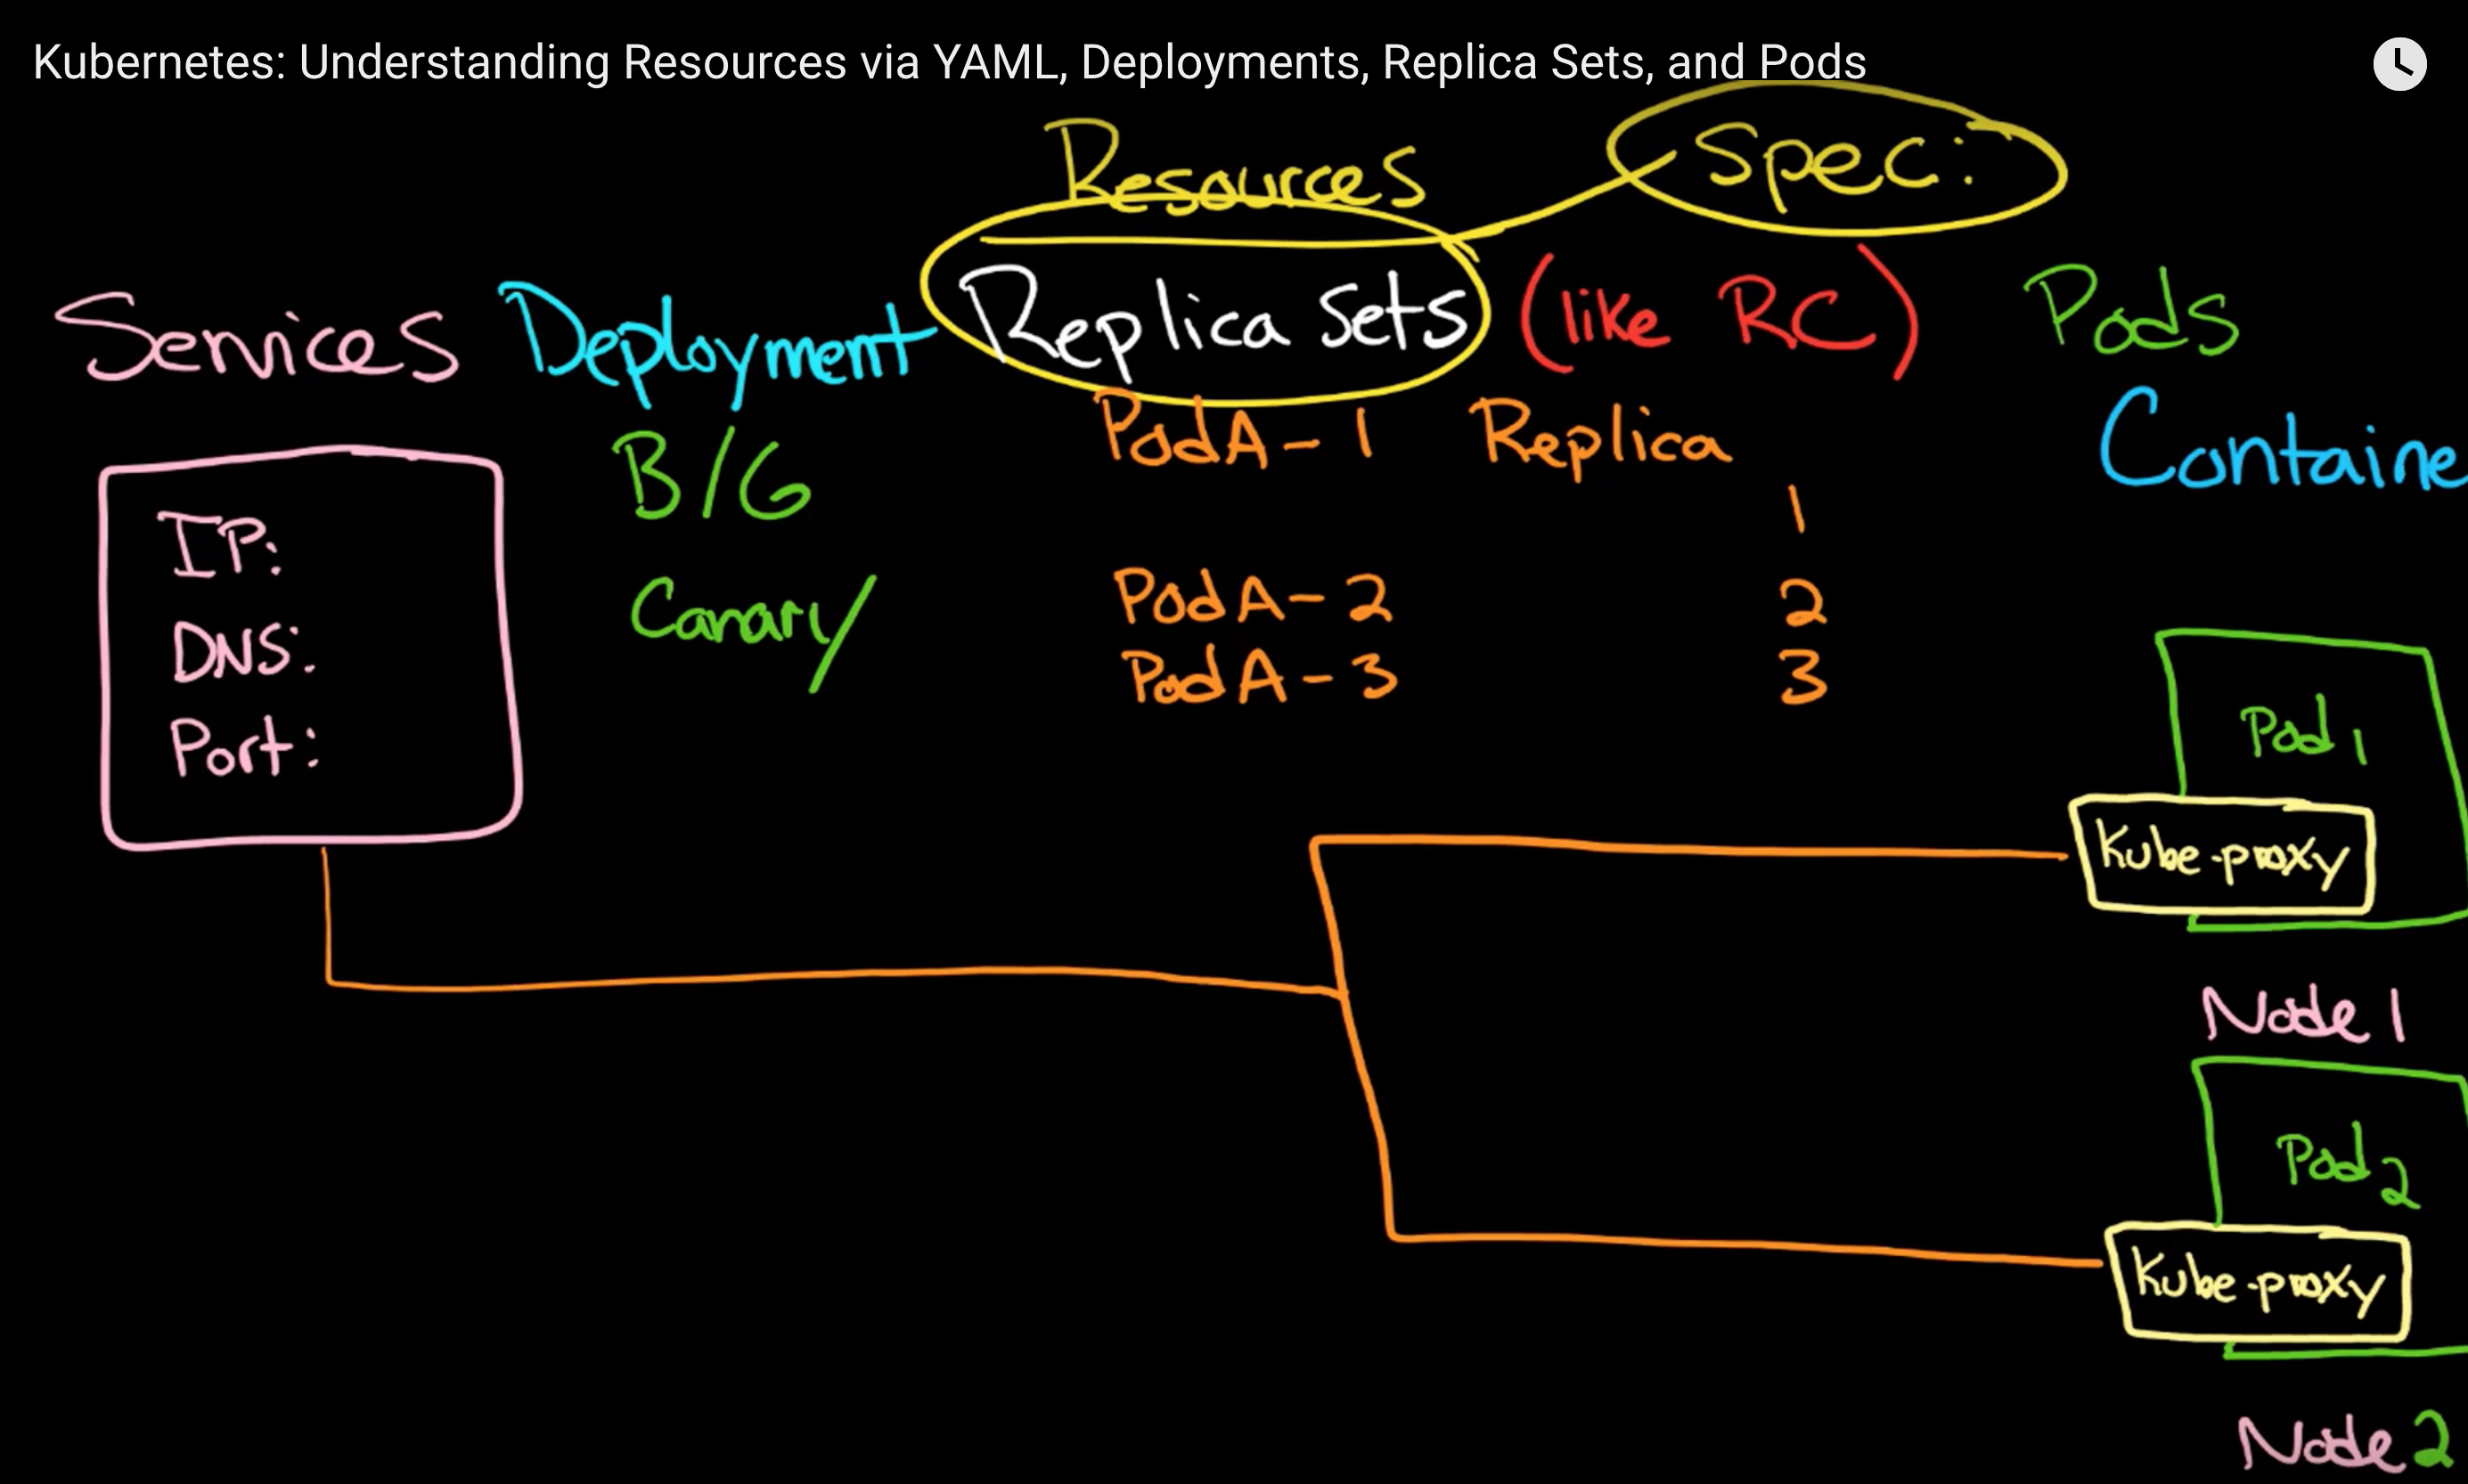 Kubernetes: Understanding Resources via YAML, Deployments, Replica Sets, and Pods
Resources
Spec:
Services Deployment Replica Sets (like RC) Pods
B/G
PodA-1 Replica
Containe
1
IP:
Canary
PodA-2 2
DNS:
PodA-3 3
Port:
Pod 1
Kube-proxy
Node 1
Pod 2
Kube-proxy
Node 2